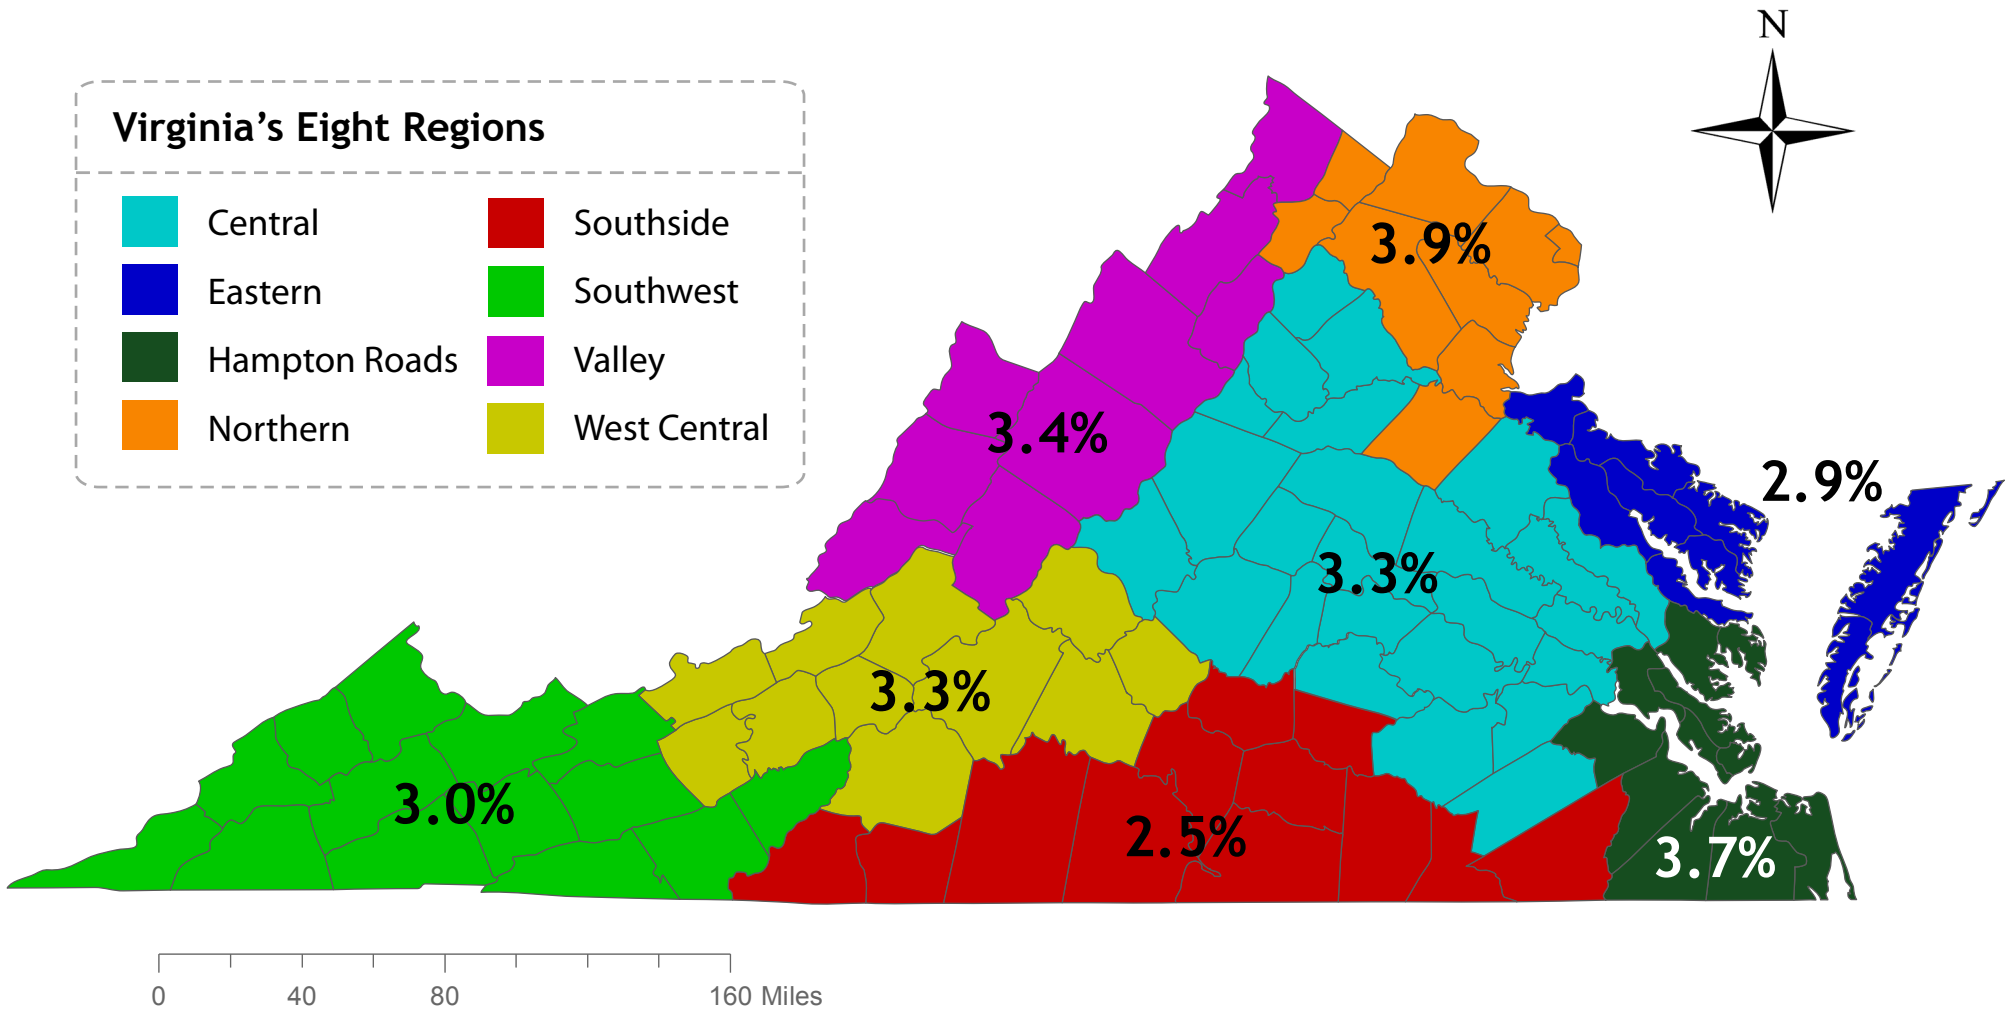 N
Virginia’s Eight Regions
Central
Southside
Eastern
Southwest
Hampton Roads
Valley
Northern
West Central
3.9%
3.4%
2.9%
3.3%
3.3%
3.0%
2.5%
3.7%
0 40 80 160 Miles